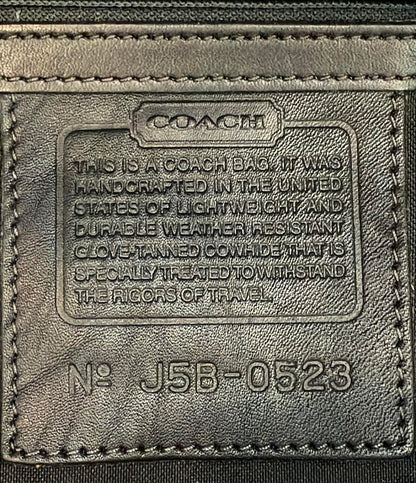 COACH
THIS IS A COACH BAG. IT WAS
HANDCRAFTED IN THE UNITED
STATES OF LIGHTWEIGHT AND
DURABLE WEATHER RESISTANT
GLOVE-TANNED COWHIDE THAT IS
SPECIALLY TREATED TO WITHSTAND
THE RIGORS OF TRAVEL.
Nº J5B-0523